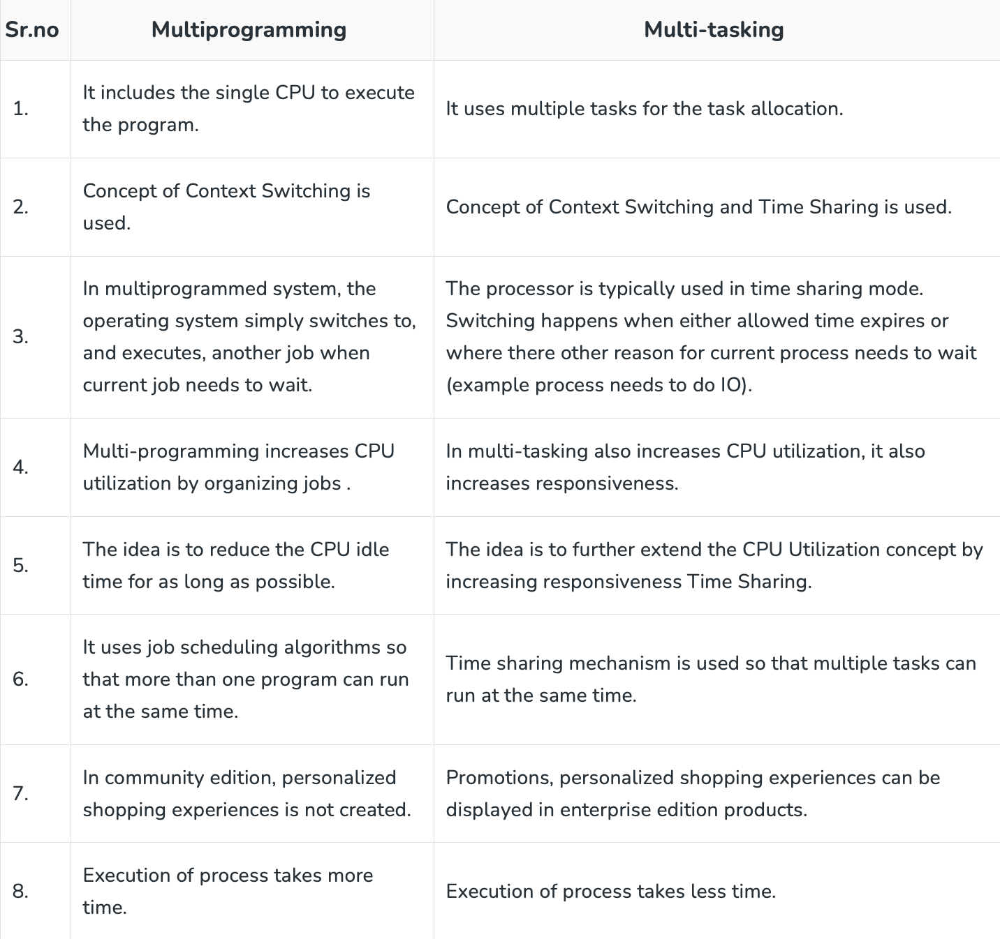 Sr.no Multiprogramming Multi-tasking
1.
It includes the single CPU to execute
the program.
It uses multiple tasks for the task allocation.
2.
Concept of Context Switching is
used.
Concept of Context Switching and Time Sharing is used.
3.
In multiprogrammed system, the
operating system simply switches to,
and executes, another job when
current job needs to wait.
The processor is typically used in time sharing mode.
Switching happens when either allowed time expires or
where there other reason for current process needs to wait
(example process needs to do IO).
4.
Multi-programming increases CPU
utilization by organizing jobs .
In multi-tasking also increases CPU utilization, it also
increases responsiveness.
5.
The idea is to reduce the CPU idle
time for as long as possible.
The idea is to further extend the CPU Utilization concept by
increasing responsiveness Time Sharing.
6.
It uses job scheduling algorithms so
that more than one program can run
at the same time.
Time sharing mechanism is used so that multiple tasks can
run at the same time.
7.
In community edition, personalized
shopping experiences is not created.
Promotions, personalized shopping experiences can be
displayed in enterprise edition products.
8.
Execution of process takes more
time.
Execution of process takes less time.